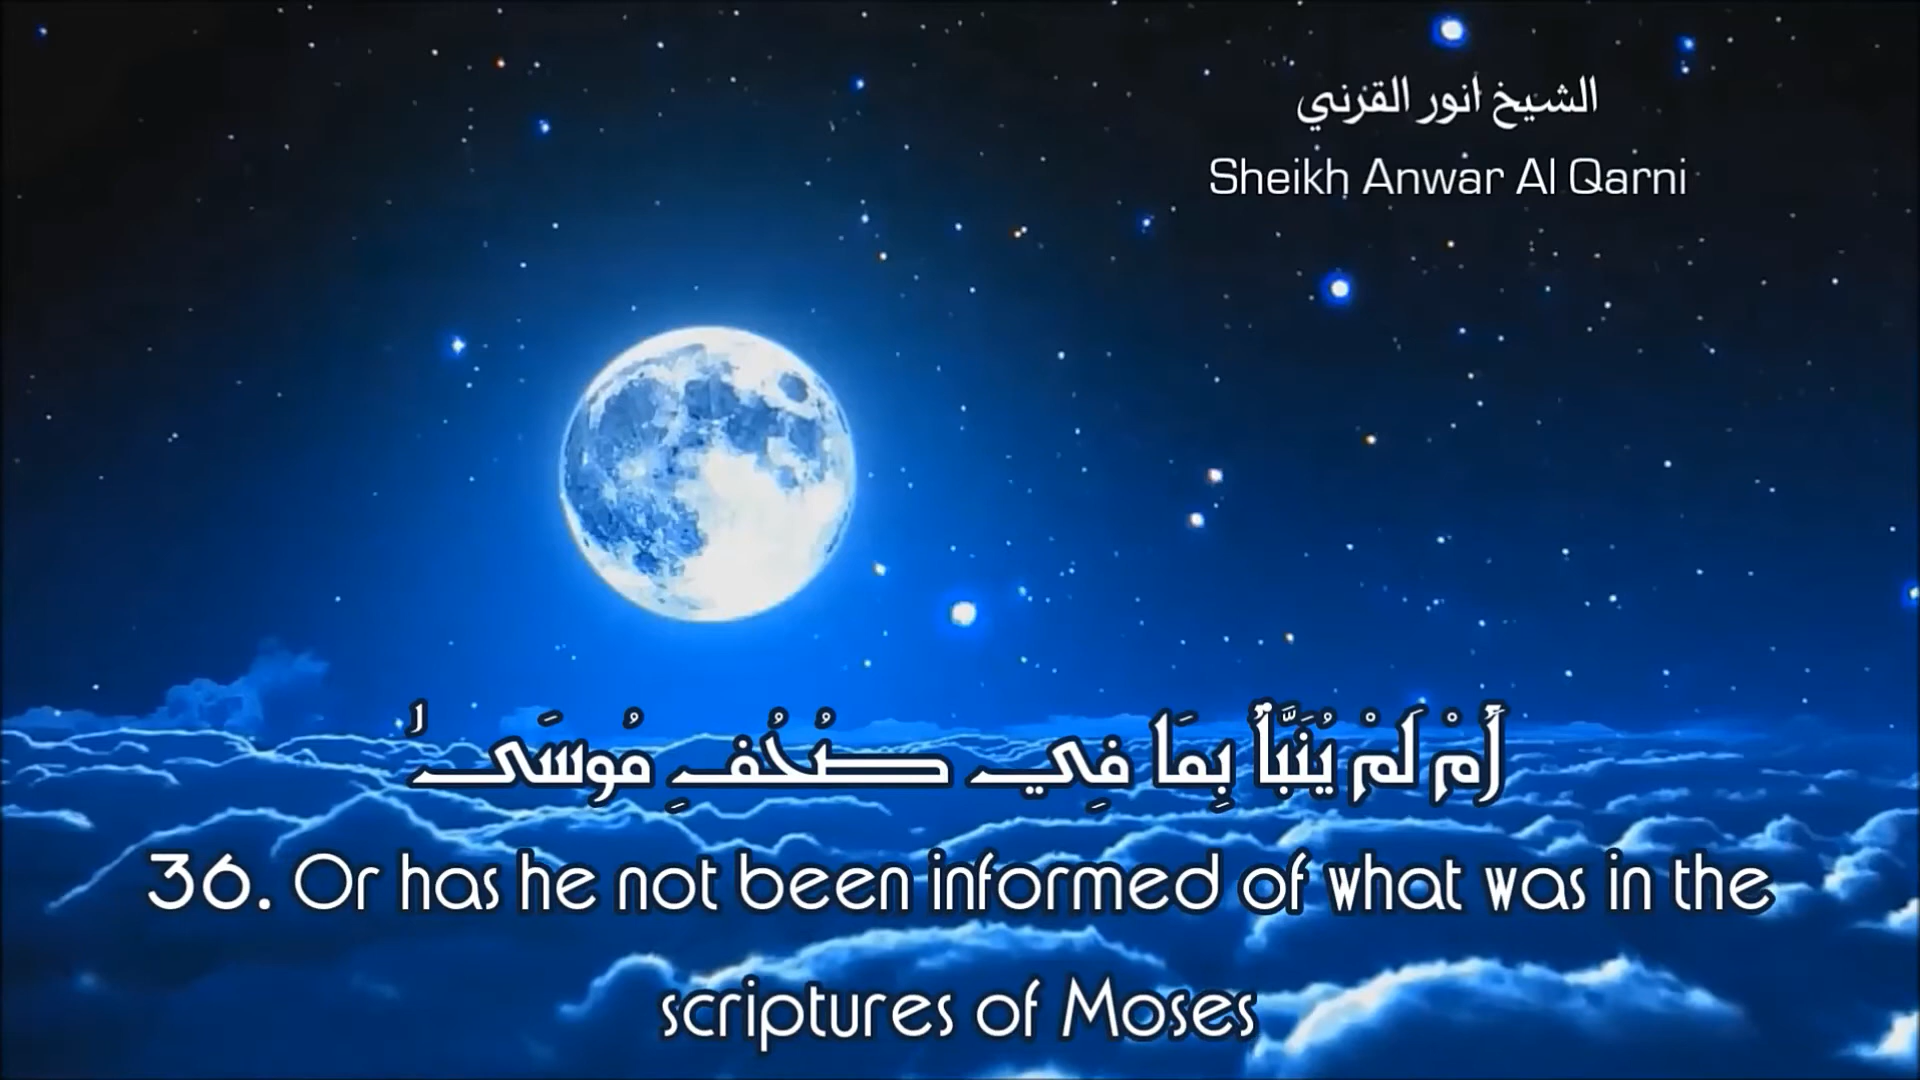 الشيخ أنور القرني
Sheikh Anwar Al Qarni
أَمْ لَمْ يُنَبَّأْ بِمَا فِي صُحُفِ مُوسَىٰ
36. Or has he not been informed of what was in the
scriptures of Moses